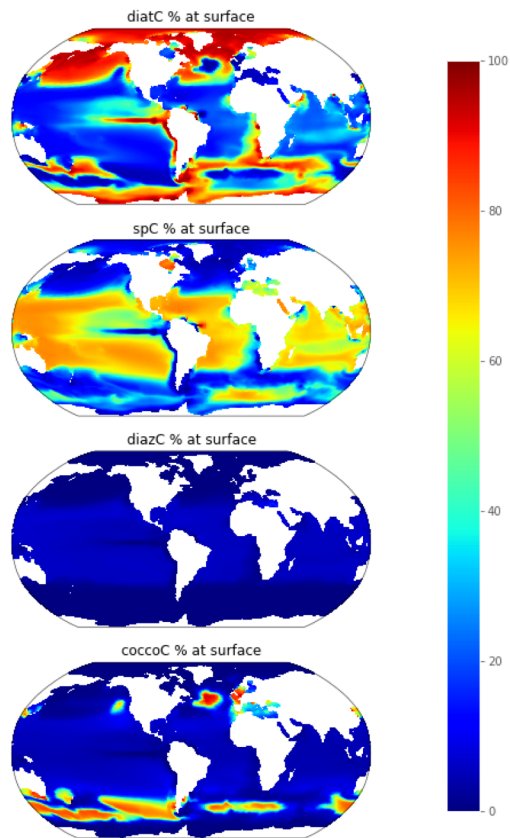 diatC % at surface
100
80
spC % at surface
60
diazC % at surface
40
20
coccoC % at surface
0